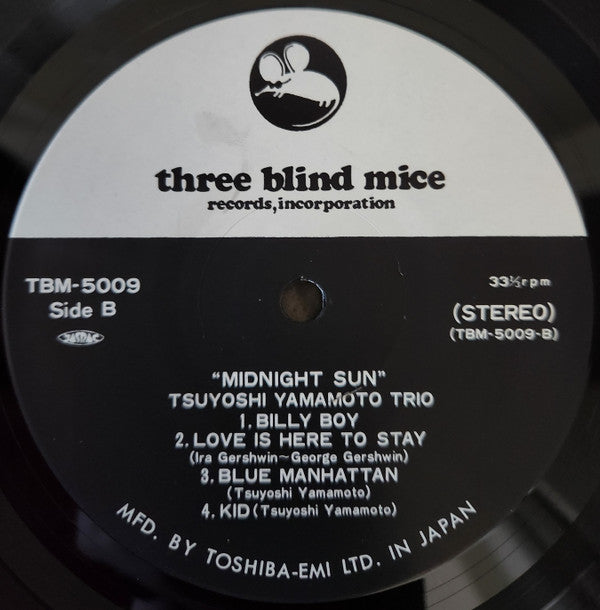 three blind mice
records, incorporation
TBM-5009
Side B
JASRAC
33⅓rpm
(STEREO)
(TBM-5009-B)
"MIDNIGHT SUN"
TSUYOSHI YAMAMOTO TRIO
1. BILLY BOY
2. LOVE IS HERE TO STAY
(Ira Gershwin~George Gershwin)
3. BLUE MANHATTAN
(Tsuyoshi Yamamoto)
4. KID (Tsuyoshi Yamamoto)
MFD. BY TOSHIBA-EMI LTD. IN JAPAN